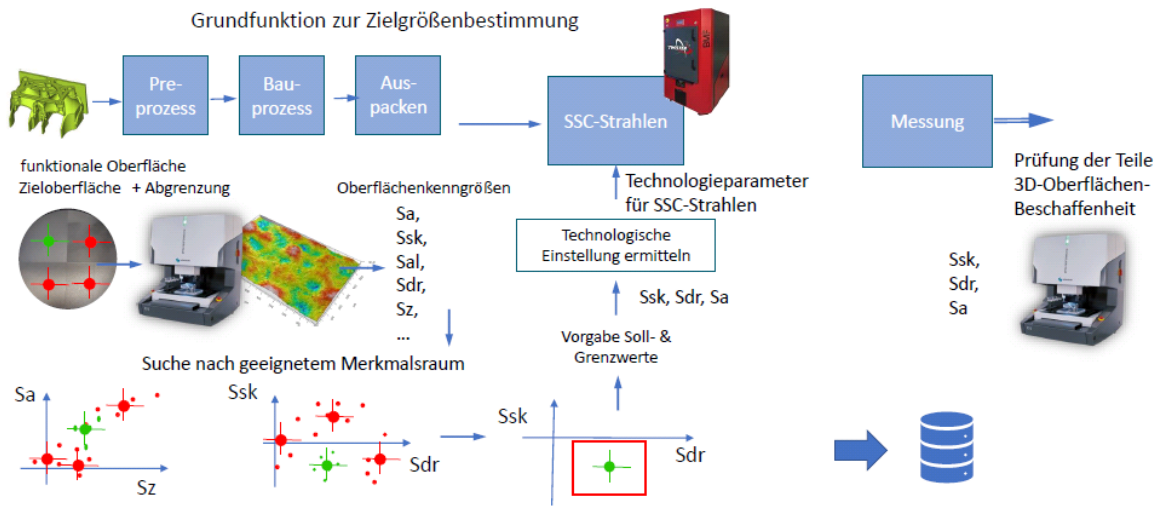 Grundfunktion zur Zielgrößenbestimmung
Pre-
prozess
Bau-
prozess
Aus-
packen
SSC-Strahlen
BMF
Messung
funktionale Oberfläche
Zieloberfläche + Abgrenzung
Oberflächenkenngrößen
Sa,
Ssk,
Sal,
Sdr,
Sz,
...
Technologieparameter
für SSC-Strahlen
Technologische
Einstellung ermitteln
Ssk, Sdr, Sa
Vorgabe Soll- &
Grenzwerte
Prüfung der Teile
3D-Oberflächen-
Beschaffenheit
Ssk,
Sdr,
Sa
Suche nach geeignetem Merkmalsraum
Sa
Sz
Ssk
Sdr
Ssk
Sdr